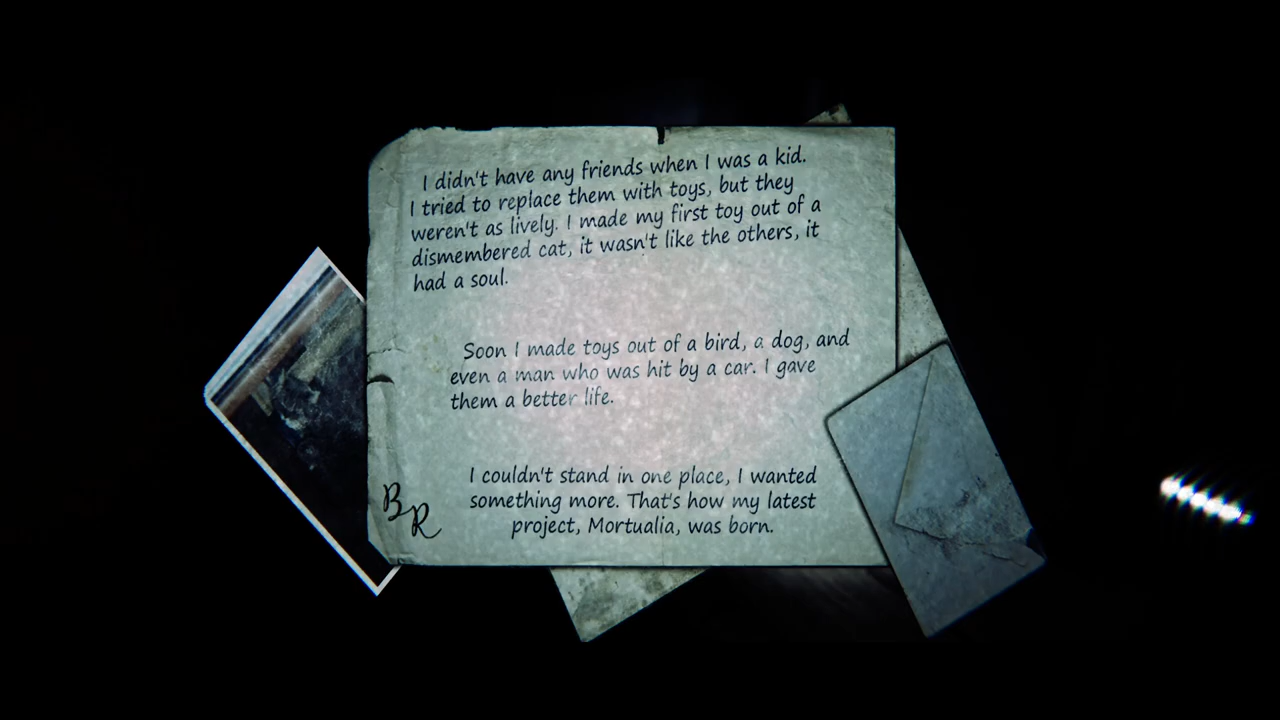 I didn't have any friends when I was a kid.
I tried to replace them with toys, but they
weren't as lively. I made my first toy out of a
dismembered cat, it wasn't like the others, it
had a soul.
Soon I made toys out of a bird, a dog, and
even a man who was hit by a car. I gave
them a better life.
I couldn't stand in one place, I wanted
something more. That's how my latest
project, Mortualia, was born.
BR